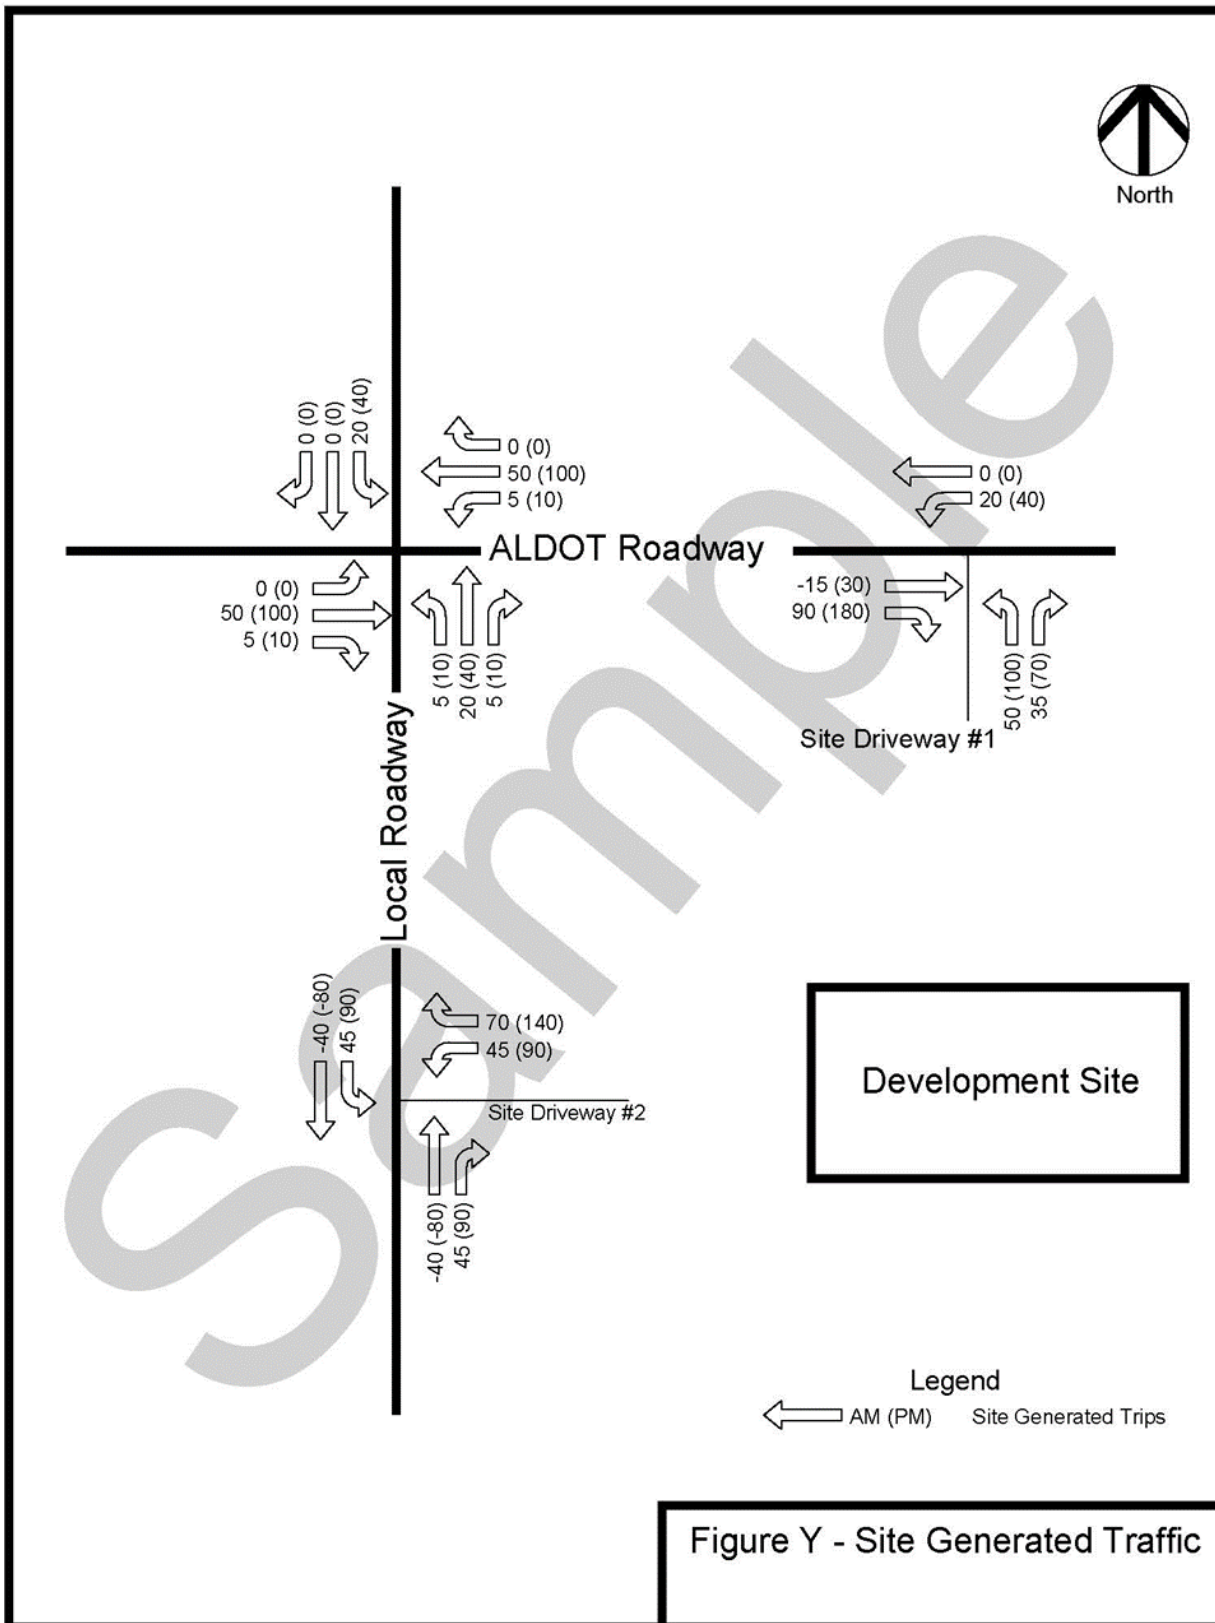 North
0 (0)
0 (0)
20 (40)
0 (0)
50 (100)
5 (10)
0 (0)
20 (40)
ALDOT Roadway
0 (0)
50 (100)
5 (10)
5 (10)
20 (40)
5 (10)
-15 (30)
90 (180)
50 (100)
35 (70)
Site Driveway #1
Local Roadway
-40 (-80)
45 (90)
70 (140)
45 (90)
Site Driveway #2
-40 (-80)
45 (90)
Development Site
Sample
Legend
AM (PM) Site Generated Trips
Figure Y - Site Generated Traffic